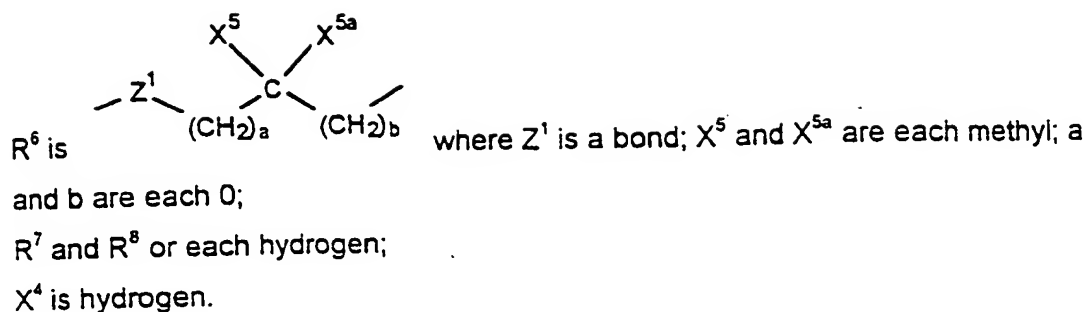 X⁵ X⁵ᵃ
Z¹ C
(CH₂)ₐ (CH₂)b
R⁶ is where Z¹ is a bond; X⁵ and X⁵ᵃ are each methyl; a
and b are each 0;
R⁷ and R⁸ or each hydrogen;
X⁴ is hydrogen.